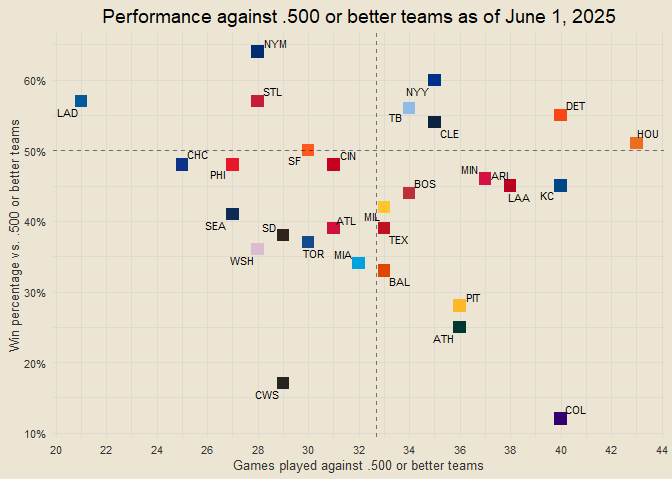 Performance against .500 or better teams as of June 1, 2025
Win percentage vs. .500 or better teams
60%
50%
40%
30%
20%
10%
NYM
NYY
LAD
STL
TB
CLE
DET
HOU
CHC
PHI
SF
CIN
MIN
ARI
LAA
KC
BOS
SEA
SD
ATL
MIL
WSH
TOR
MIA
TEX
BAL
PIT
ATH
CWS
COL
20 22 24 26 28 30 32 34 36 38 40 42 44
Games played against .500 or better teams